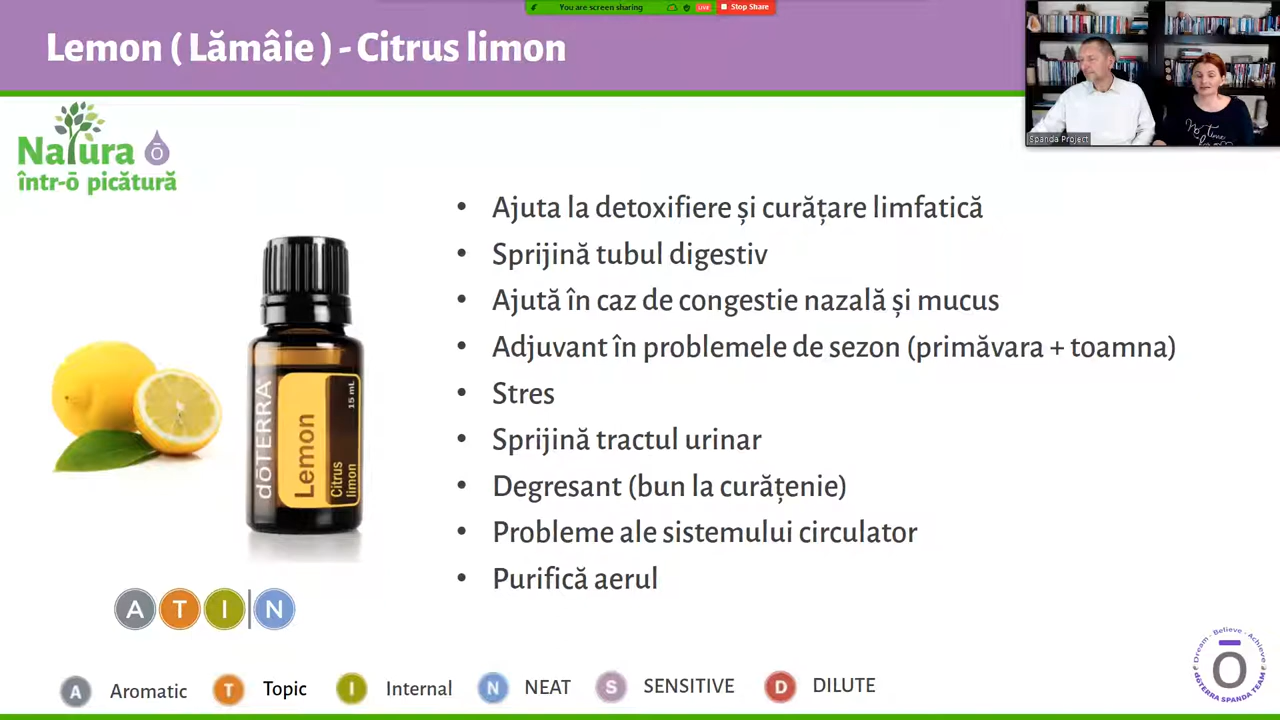 You are screen sharing
LIVE
Stop Share
Lemon ( Lămâie ) - Citrus limon
Spanda Project
Natura
într-ō picătură
• Ajuta la detoxifiere și curățare limfatică
• Sprijină tubul digestiv
• Ajută în caz de congestie nazală și mucus
• Adjuvant în problemele de sezon (primăvara + toamna)
• Stres
• Sprijină tractul urinar
• Degresant (bun la curățenie)
• Probleme ale sistemului circulator
• Purifică aerul
dōTERRA
Lemon
Citrus
limon
15 mL
A T I | N
A Aromatic T Topic I Internal N NEAT S SENSITIVE D DILUTE
Dream - Believe - Achieve
Ō
dōTERRA SPANDA TEAM